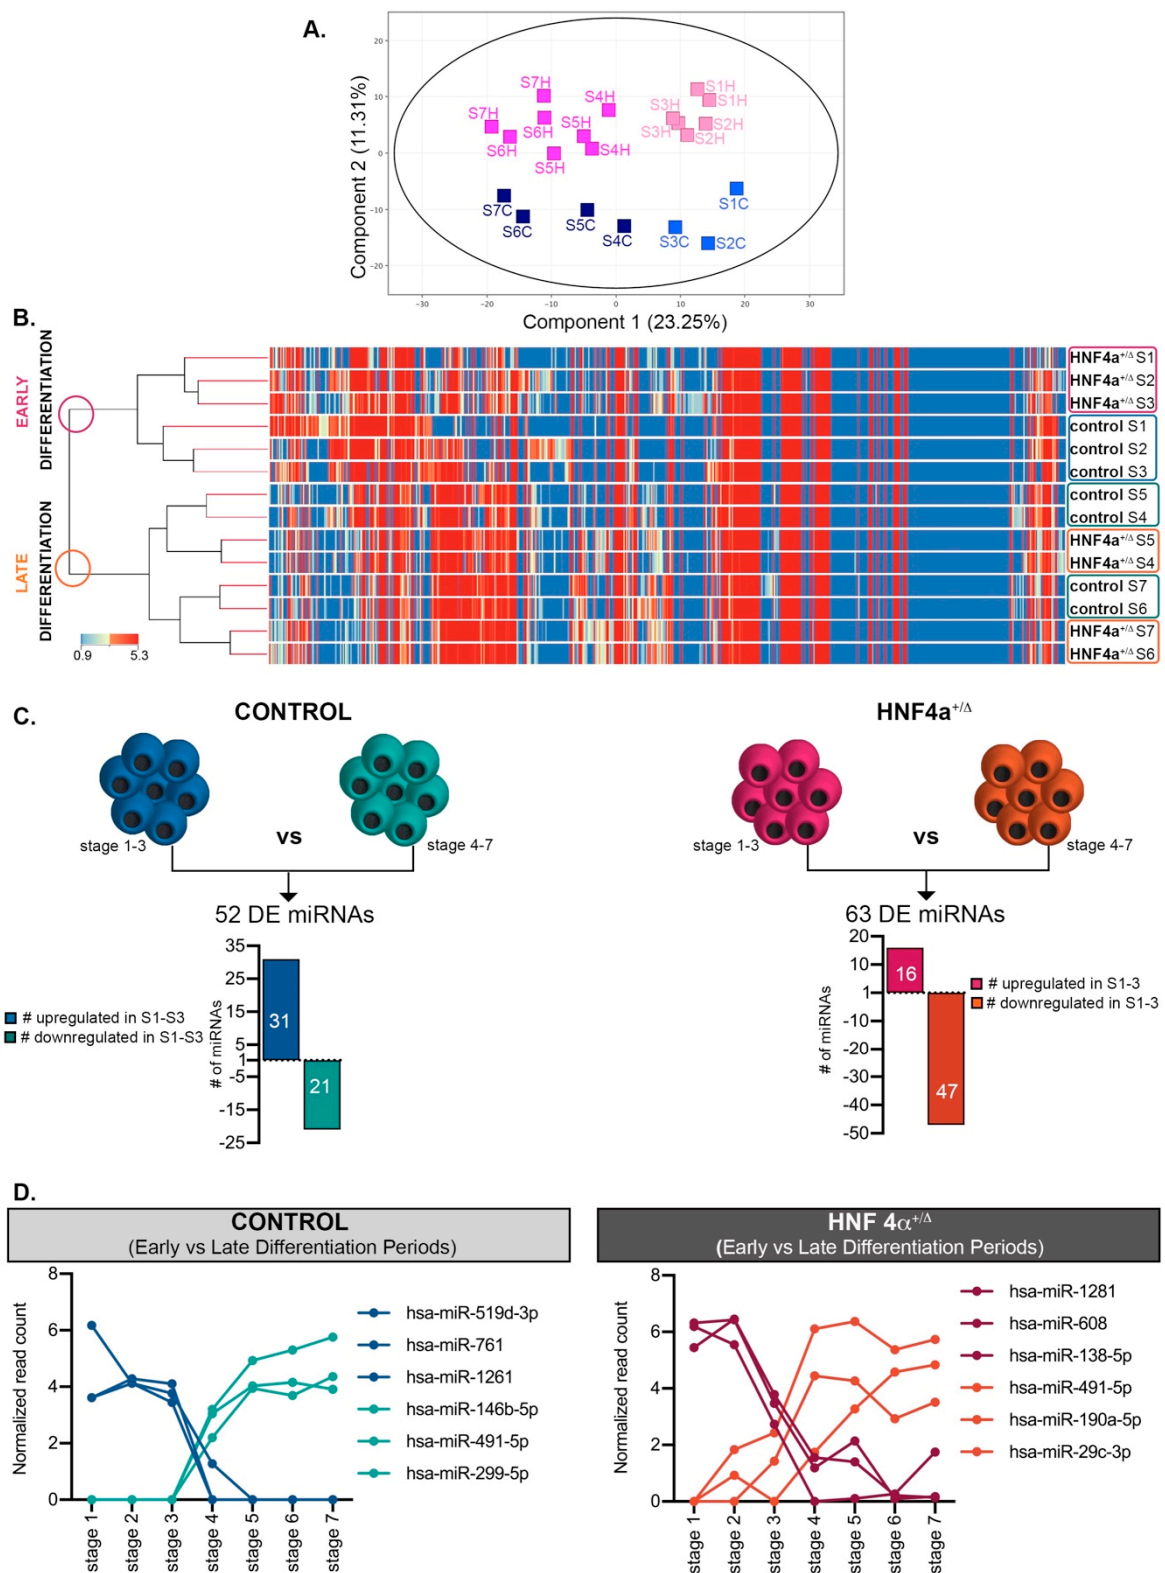 A.
Component 2 (11.31%)
20
10
0
-10
-20
S7H
S4H
S1H
S1H
S7H
S3H
S6H
S5H
S3H
S2H
S6H
S4H
S2H
S5H
S7C
S1C
S6C
S5C
S4C
S3C
S2C
-30
-20
-10
0
10
20
30
Component 1 (23.25%)
B.
EARLY
DIFFERENTIATION
LATE
DIFFERENTIATION
0.9
5.3
HNF4a+/Δ S1
HNF4a+/Δ S2
HNF4a+/Δ S3
control S1
control S2
control S3
control S5
control S4
HNF4a+/Δ S5
HNF4a+/Δ S4
control S7
control S6
HNF4a+/Δ S7
HNF4a+/Δ S6
C.
CONTROL
stage 1-3
vs
stage 4-7
52 DE miRNAs
# of miRNAs
35
25
15
5
1
-5
-15
-25
31
21
# upregulated in S1-S3
# downregulated in S1-S3
HNF4a+/Δ
stage 1-3
vs
stage 4-7
63 DE miRNAs
# of miRNAs
20
10
1
-10
-20
-30
-40
-50
16
47
# upregulated in S1-3
# downregulated in S1-3
D.
CONTROL
(Early vs Late Differentiation Periods)
Normalized read count
8
6
4
2
0
stage 1
stage 2
stage 3
stage 4
stage 5
stage 6
stage 7
hsa-miR-519d-3p
hsa-miR-761
hsa-miR-1261
hsa-miR-146b-5p
hsa-miR-491-5p
hsa-miR-299-5p
HNF 4α+/Δ
(Early vs Late Differentiation Periods)
Normalized read count
8
6
4
2
0
stage 1
stage 2
stage 3
stage 4
stage 5
stage 6
stage 7
hsa-miR-1281
hsa-miR-608
hsa-miR-138-5p
hsa-miR-491-5p
hsa-miR-190a-5p
hsa-miR-29c-3p